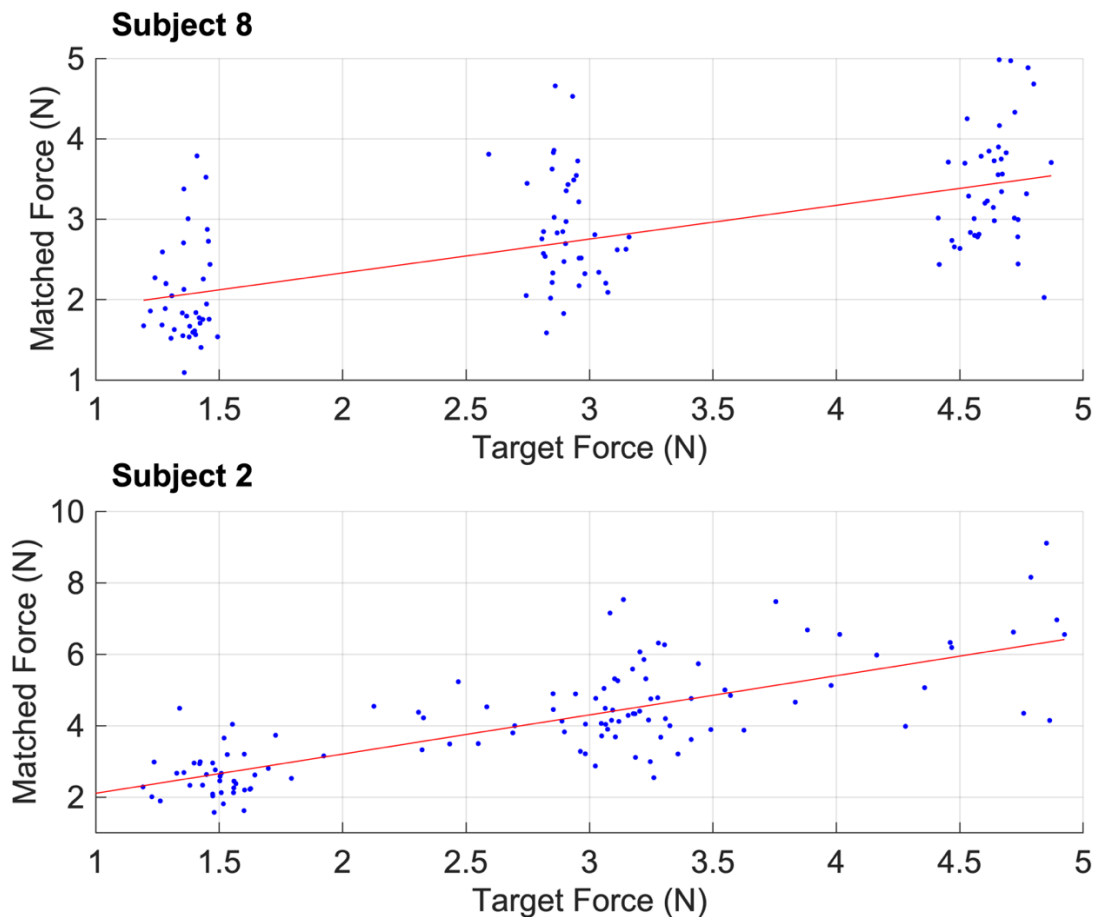 Subject 8
5
4
3
2
1
Matched Force (N)
1 1.5 2 2.5 3 3.5 4 4.5 5
Target Force (N)
Subject 2
10
8
6
4
2
Matched Force (N)
1 1.5 2 2.5 3 3.5 4 4.5 5
Target Force (N)